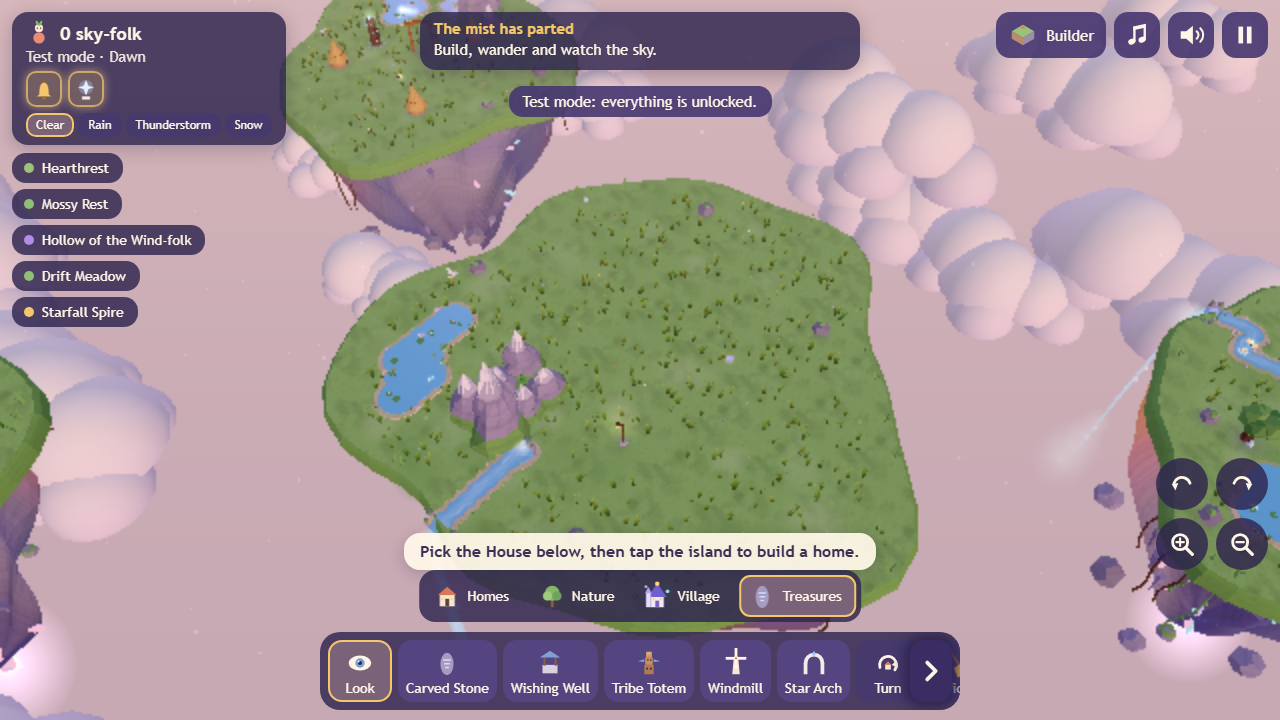 0 sky-folk
Test mode · Dawn
Clear
Rain
Thunderstorm
Snow
Hearthrest
Mossy Rest
Hollow of the Wind-folk
Drift Meadow
Starfall Spire
The mist has parted
Build, wander and watch the sky.
Test mode: everything is unlocked.
Builder
Pick the House below, then tap the island to build a home.
Homes
Nature
Village
Treasures
Look
Carved Stone
Wishing Well
Tribe Totem
Windmill
Star Arch
Turn